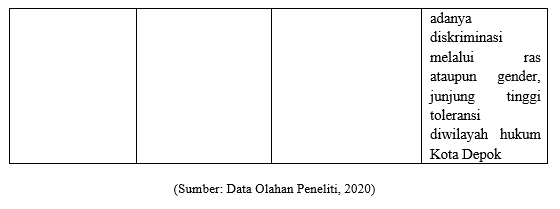 adanya
diskriminasi
melalui ras
ataupun gender,
junjung tinggi
toleransi
diwilayah hukum
Kota Depok
(Sumber: Data Olahan Peneliti, 2020)